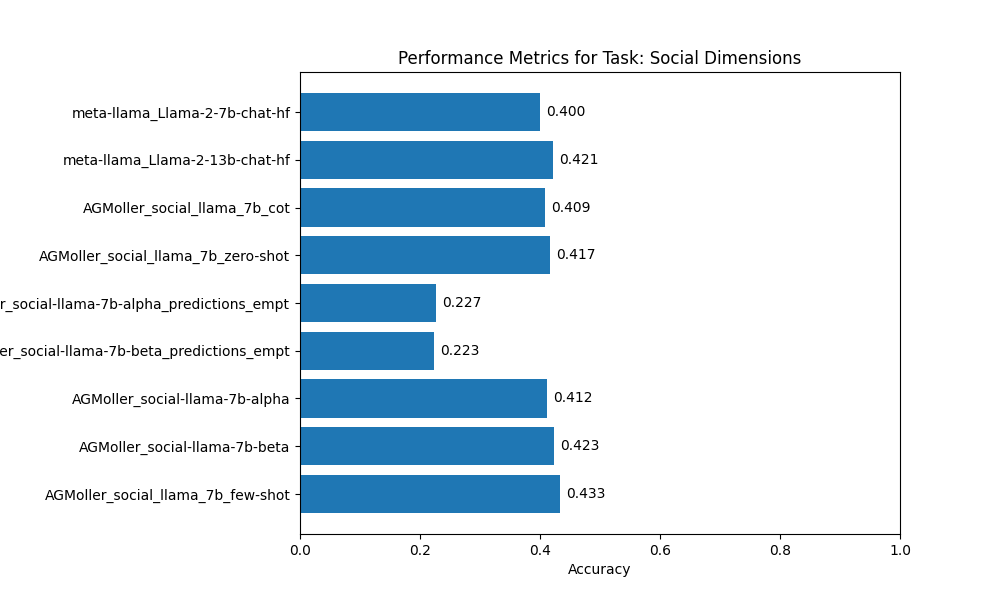 Performance Metrics for Task: Social Dimensions
meta-llama_Llama-2-7b-chat-hf 0.400
meta-llama_Llama-2-13b-chat-hf 0.421
AGMoller_social_llama_7b_cot 0.409
AGMoller_social_llama_7b_zero-shot 0.417
r_social-llama-7b-alpha_predictions_empt 0.227
er_social-llama-7b-beta_predictions_empt 0.223
AGMoller_social-llama-7b-alpha 0.412
AGMoller_social-llama-7b-beta 0.423
AGMoller_social_llama_7b_few-shot 0.433
0.0 0.2 0.4 0.6 0.8 1.0
Accuracy